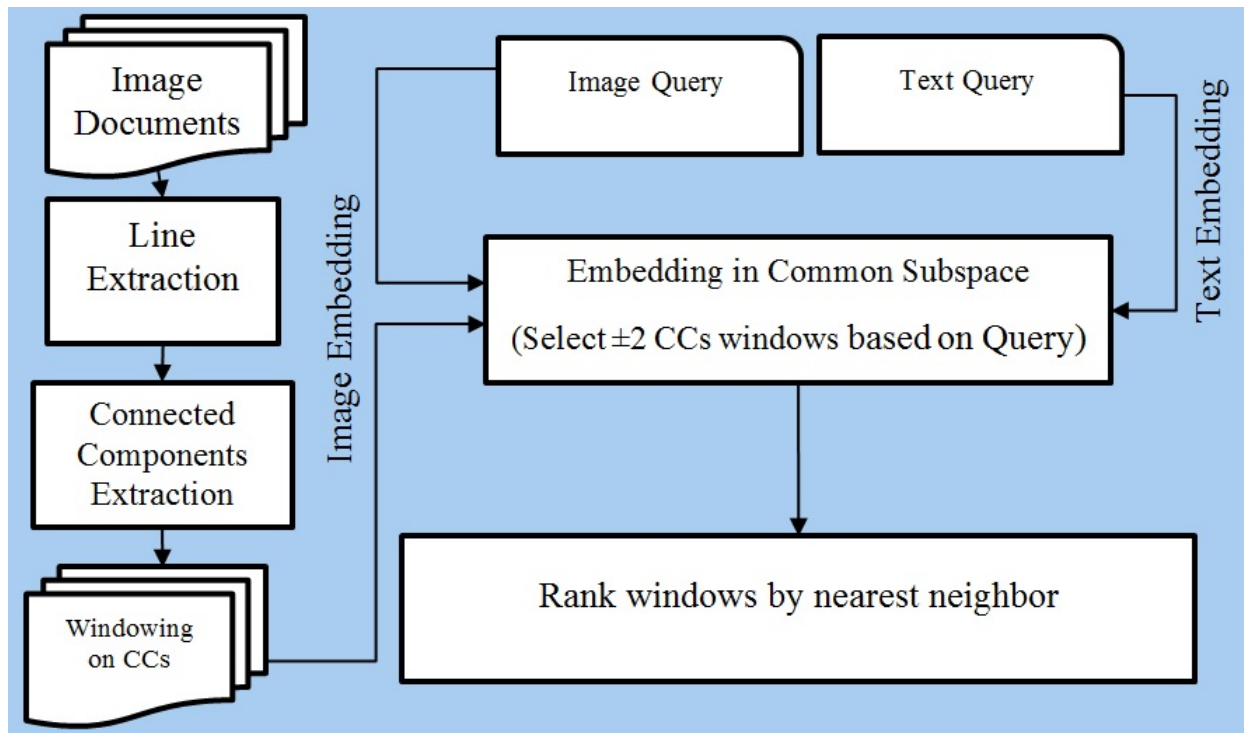 Image
Documents
Line
Extraction
Connected
Components
Extraction
Windowing
on CCs
Image Embedding
Image Query
Text Query
Text Embedding
Embedding in Common Subspace
(Select ±2 CCs windows based on Query)
Rank windows by nearest neighbor